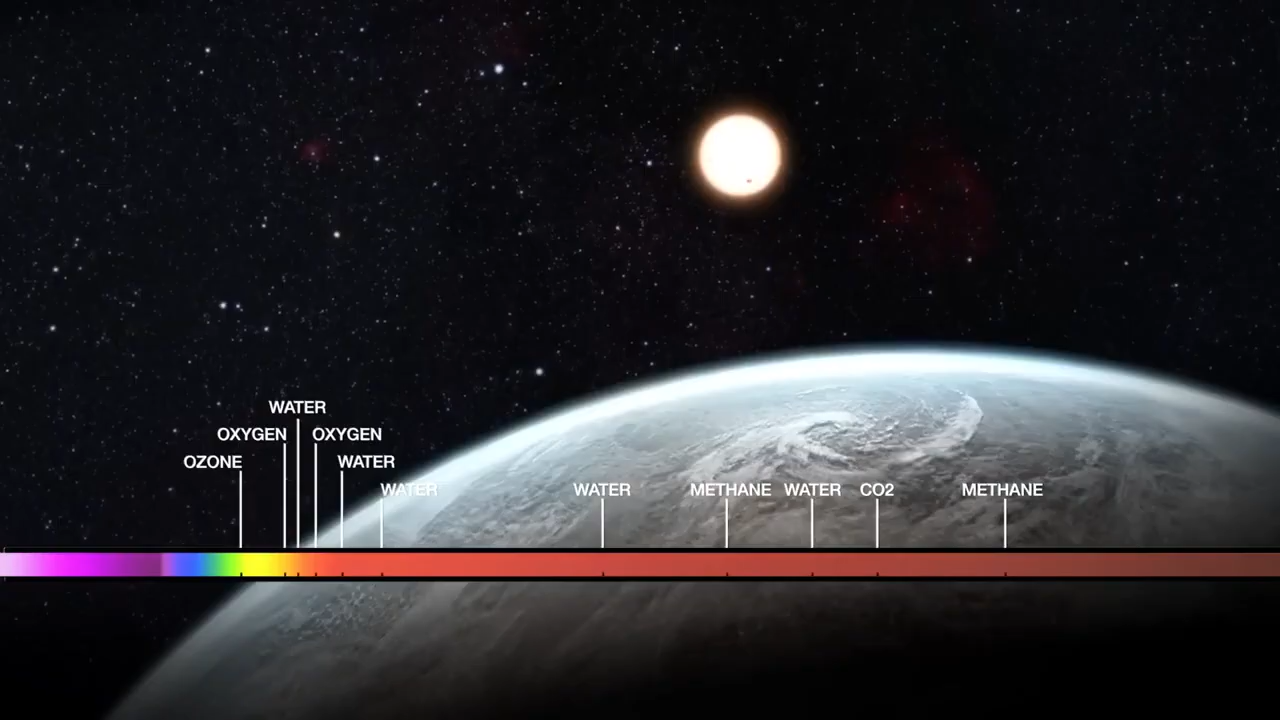 WATER
OXYGEN OXYGEN
OZONE WATER
WATER WATER METHANE WATER CO2 METHANE